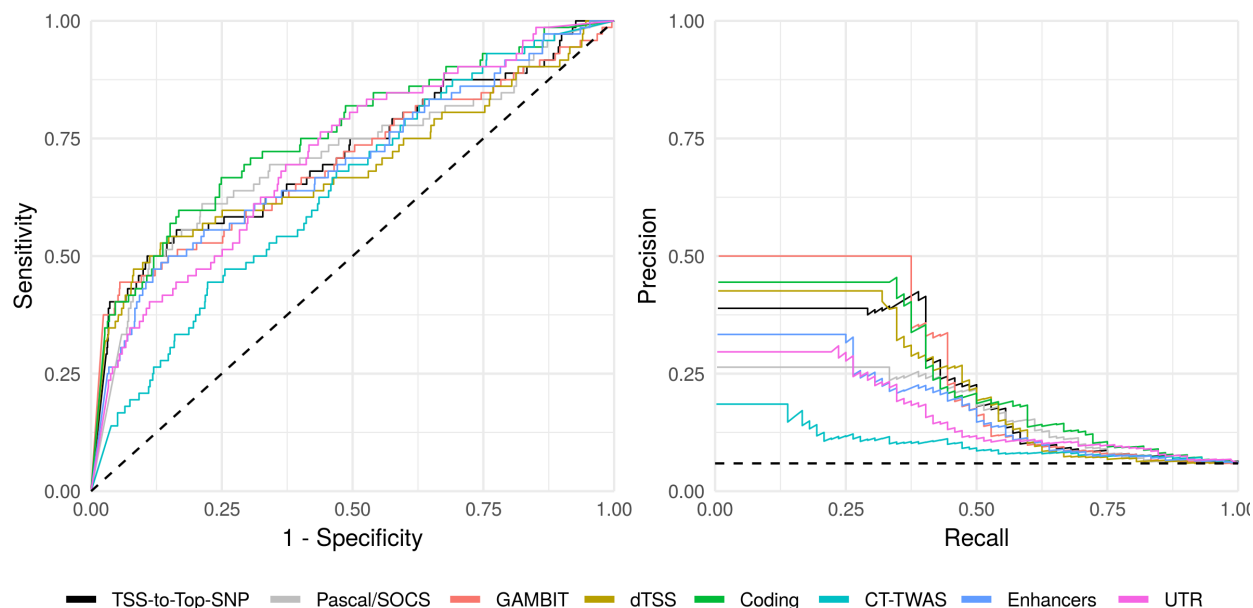 1.00
0.75
0.50
0.25
0.00
Sensitivity
0.00 0.25 0.50 0.75 1.00
1 - Specificity
1.00
0.75
0.50
0.25
0.00
Precision
0.00 0.25 0.50 0.75 1.00
Recall
TSS-to-Top-SNP Pascal/SOCS GAMBIT dTSS Coding CT-TWAS Enhancers UTR